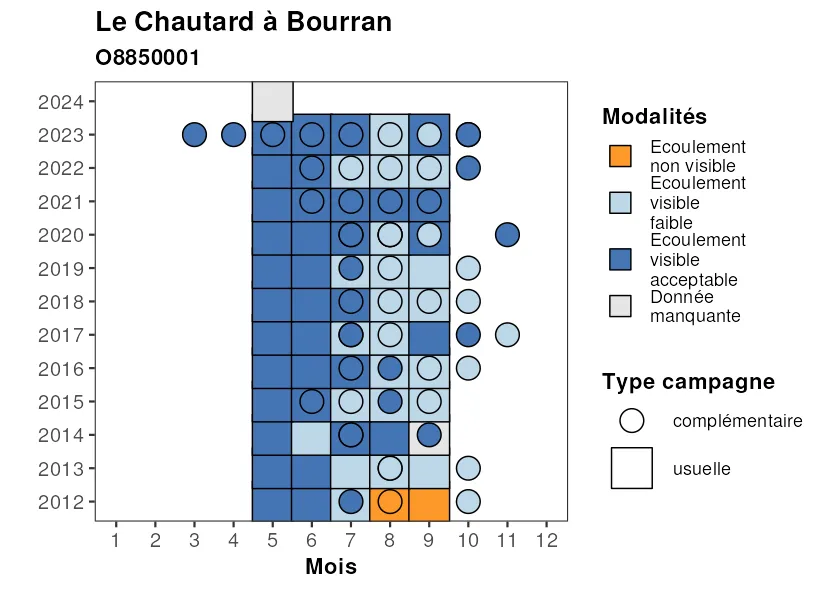 Le Chautard à Bourran
O8850001
2024
2023
2022
2021
2020
2019
2018
2017
2016
2015
2014
2013
2012
1 2 3 4 5 6 7 8 9 10 11 12
Mois
Modalités
Ecoulement
non visible
Ecoulement
visible
faible
Ecoulement
visible
acceptable
Donnée
manquante
Type campagne
complémentaire
usuelle